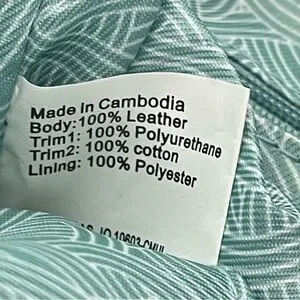 Made In Cambodia
Body:100% Leather
Trim1: 100% Polyurethane
Trim2: 100% cotton
Lining: 100% Polyester